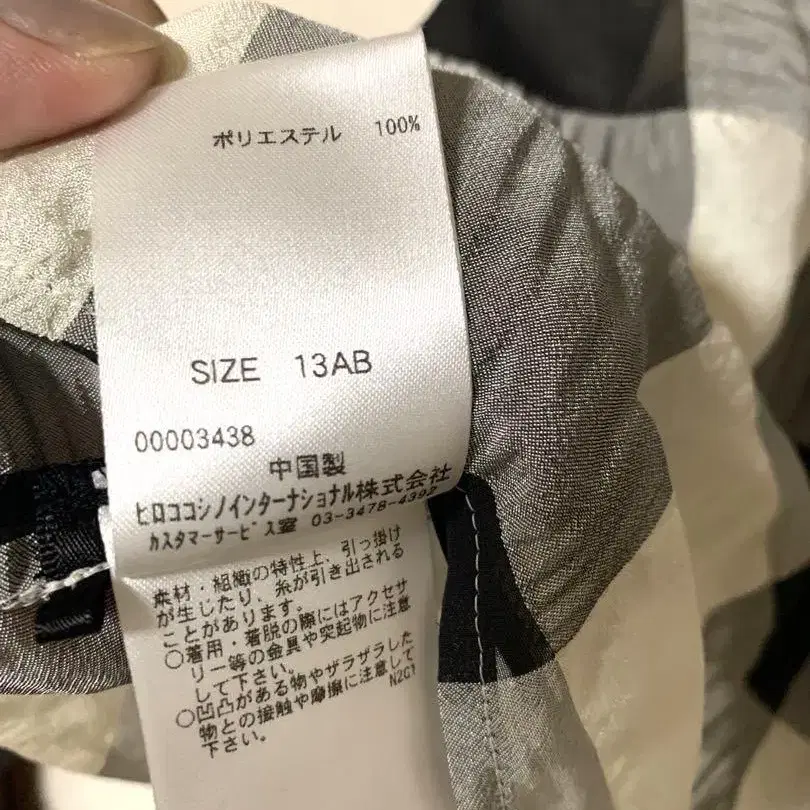 ポリエステル 100%
SIZE 13AB
00003438
中国製
ヒロココシノインターナショナル株式会社
カスタマーサービス室 03-3478-4392
素材・組織の特性上、引っ掛け
が生じたり、糸が引き出される
ことがあります。
○着用・着脱の際にはアクセサ
リー等の金具や突起物に注意
して下さい。
○凹凸がある物やザラザラした
物との接触や摩擦に注意して
下さい。
N2G1